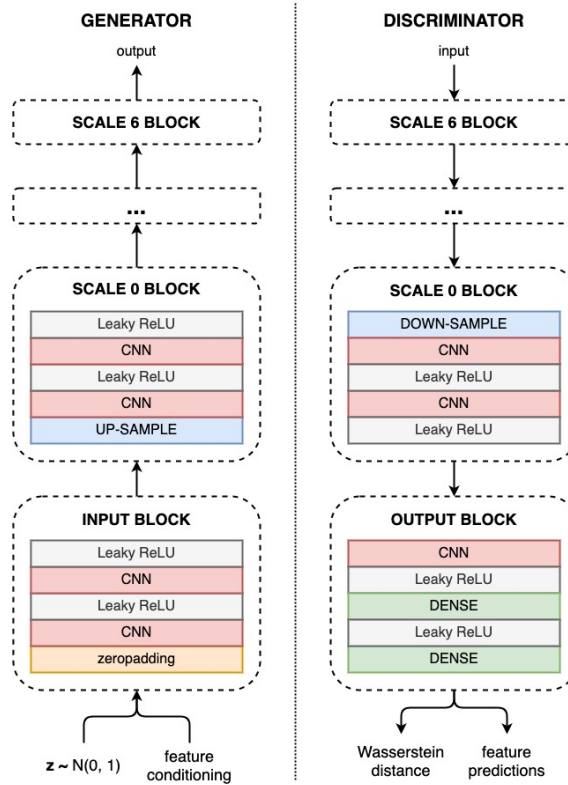 GENERATOR
output
SCALE 6 BLOCK
...
SCALE 0 BLOCK
Leaky ReLU
CNN
Leaky ReLU
CNN
UP-SAMPLE
INPUT BLOCK
Leaky ReLU
CNN
Leaky ReLU
CNN
zeropadding
z ~ N(0, 1)
feature
conditioning
DISCRIMINATOR
input
SCALE 6 BLOCK
...
SCALE 0 BLOCK
DOWN-SAMPLE
CNN
Leaky ReLU
CNN
Leaky ReLU
OUTPUT BLOCK
CNN
Leaky ReLU
DENSE
Leaky ReLU
DENSE
Wasserstein
distance
feature
predictions